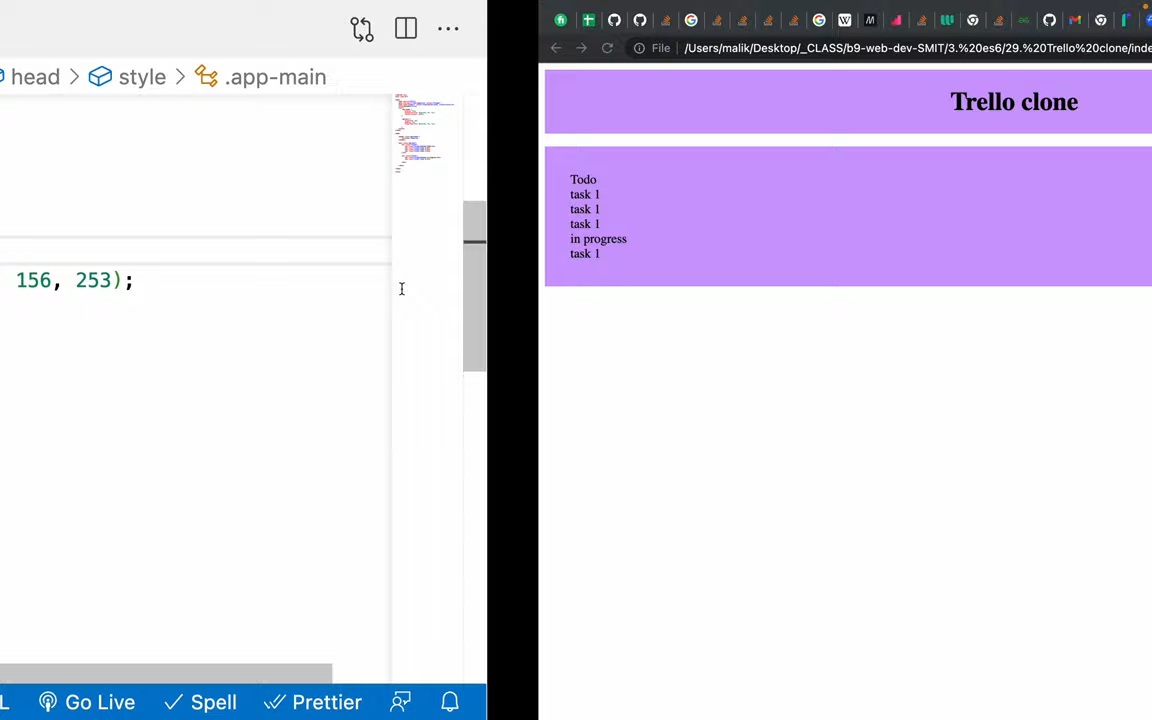 head > style > .app-main
156, 253);
L Go Live Spell Prettier
File /Users/malik/Desktop/_CLASS/b9-web-dev-SMIT/3.%20es6/29.%20Trello%20clone/inde
Trello clone
Todo
task 1
task 1
task 1
in progress
task 1